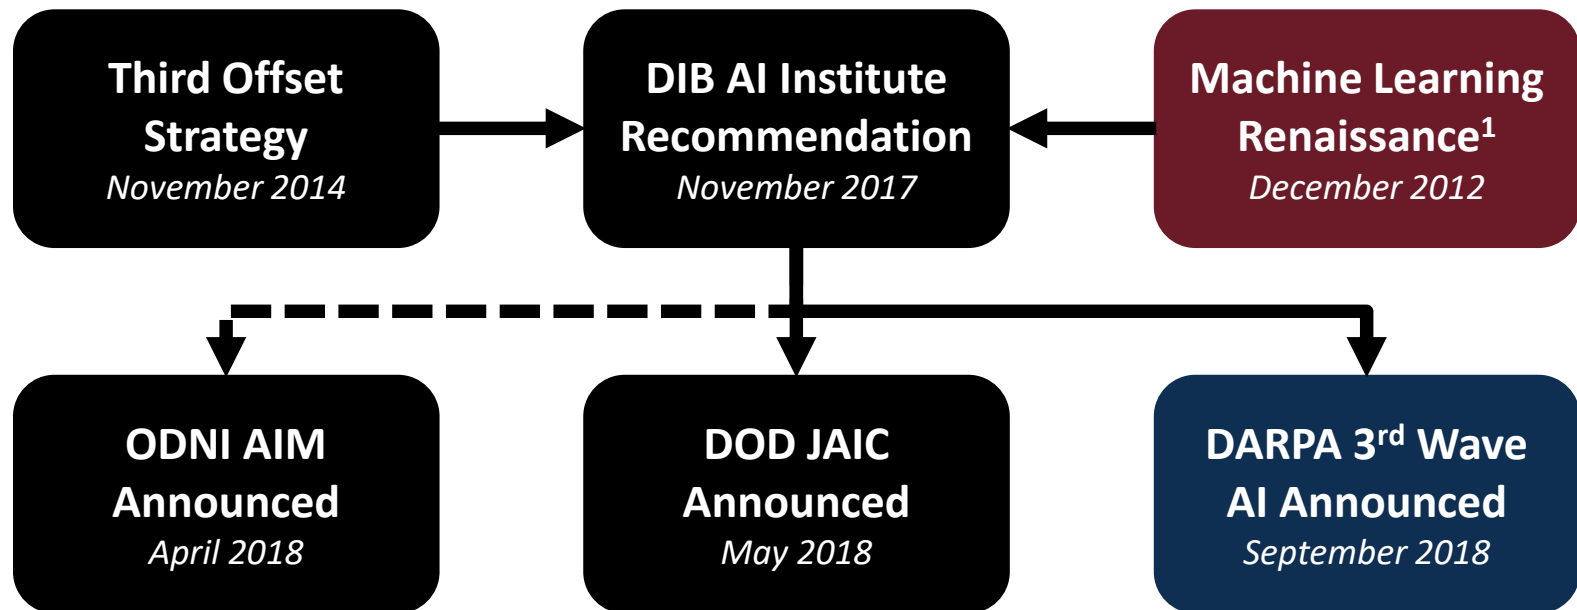 Third Offset
Strategy
November 2014
DIB AI Institute
Recommendation
November 2017
Machine Learning
Renaissance¹
December 2012
ODNI AIM
Announced
April 2018
DOD JAIC
Announced
May 2018
DARPA 3rd Wave
AI Announced
September 2018